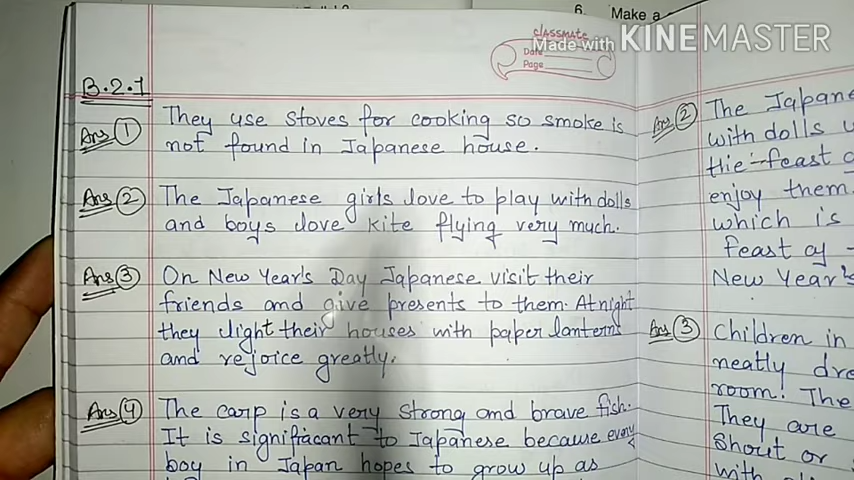 6.
Make a
classmate
Date
Page
Made with KINEMASTER
B.2.1
Ans 1 They use stoves for cooking so smoke is
not found in Japanese house.
Ans 2 The Japanese girls love to play with dolls
and boys love kite flying very much.
Ans 3 On New Year's Day Japanese visit their
friends and give presents to them. At night
they light their houses with paper lanterns
and rejoice greatly.
Ans 4 The carp is a very strong and brave fish.
It is significant to Japanese because every
boy in Japan hopes to grow up as
Ans 2 The Japane
with dolls
the feast
enjoy them.
which is
feast of
New Year's
Ans 3 Children in
neatly dre
room. The
They are
Shout or
with